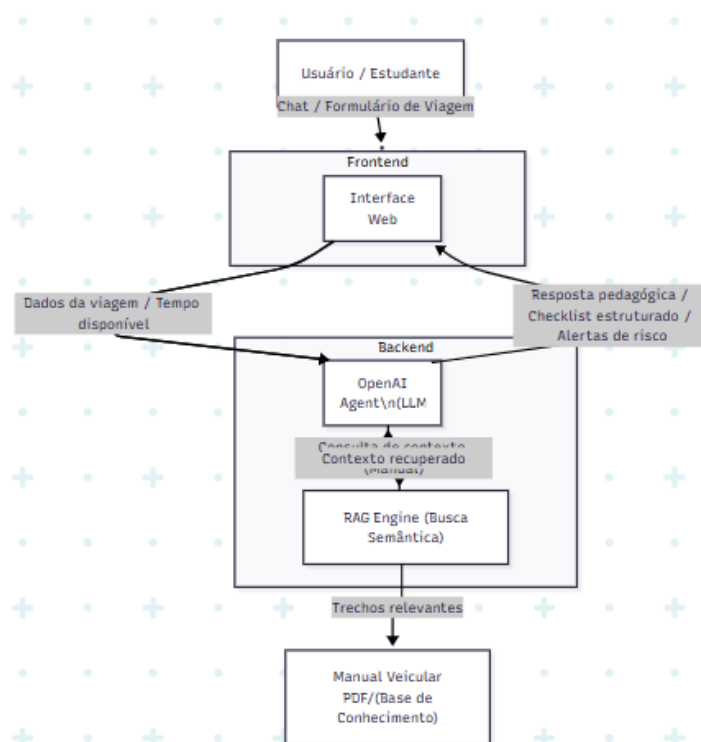 Usuário / Estudante
Chat / Formulário de Viagem
Frontend
Interface
Web
Dados da viagem / Tempo
disponível
Resposta pedagógica /
Checklist estruturado /
Alertas de risco
Backend
OpenAI
Agent\n(LLM
Consulta de contexto
Contexto recuperado
(Manual)
RAG Engine (Busca
Semântica)
Trechos relevantes
Manual Veicular
PDF/(Base de
Conhecimento)